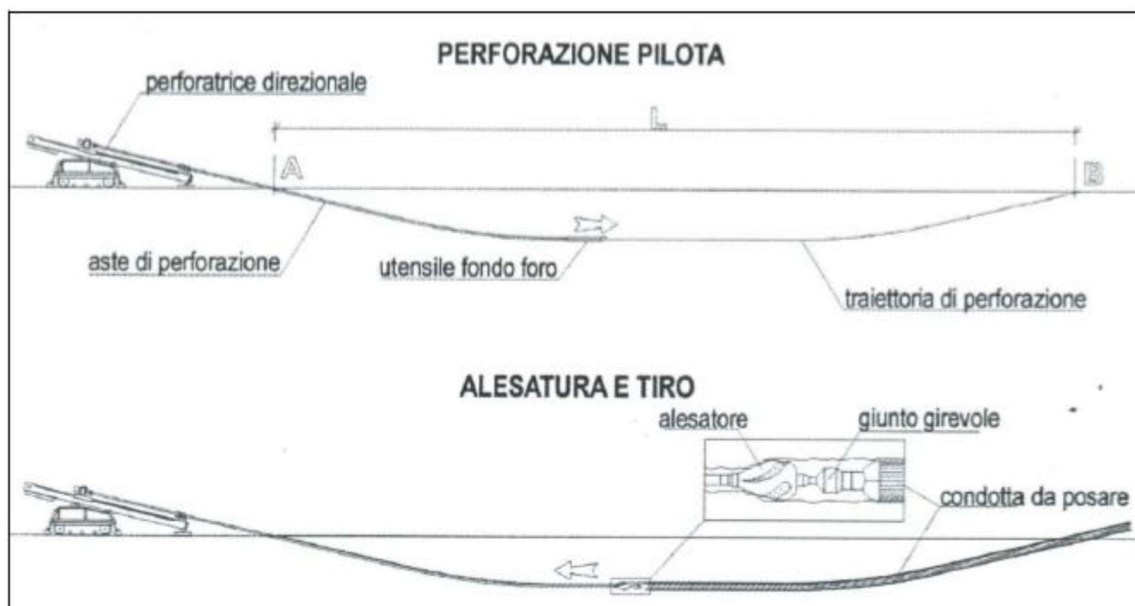 PERFORAZIONE PILOTA
perforatrice direzionale
L
A
B
aste di perforazione
utensile fondo foro
traiettoria di perforazione
ALESATURA E TIRO
alesatore
giunto girevole
condotta da posare